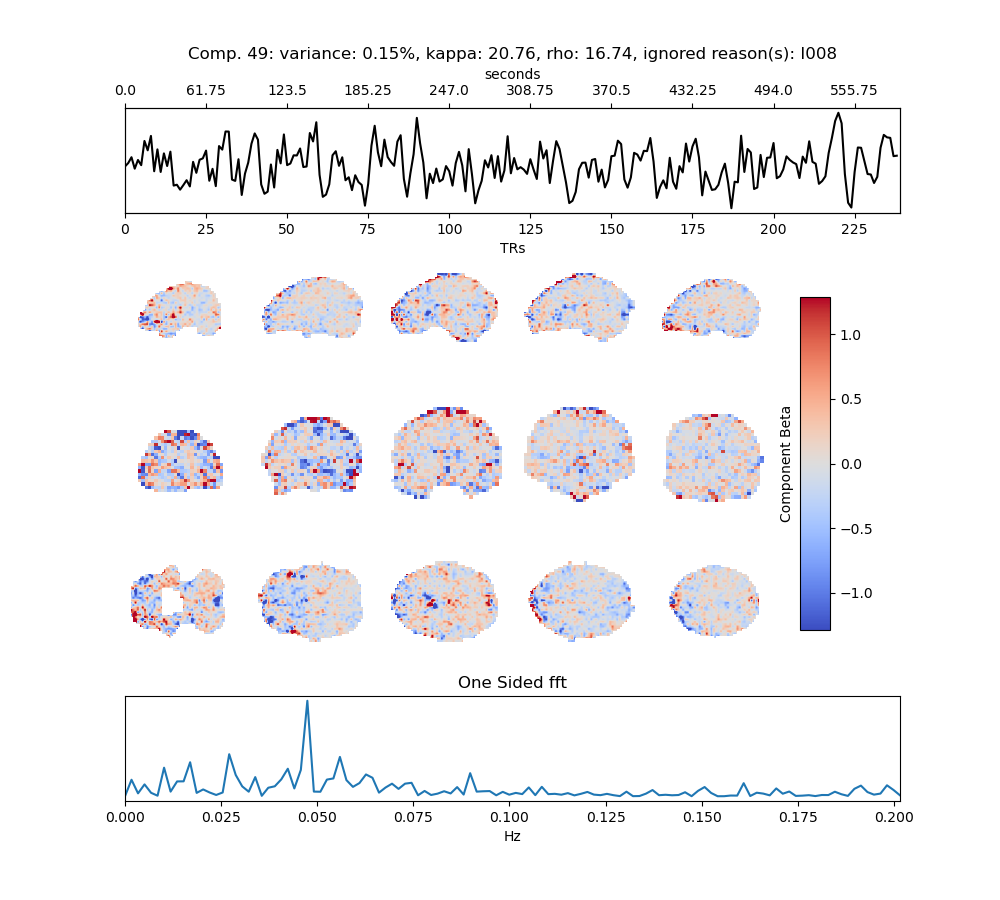 Comp. 49: variance: 0.15%, kappa: 20.76, rho: 16.74, ignored reason(s): I008
seconds
0.0 61.75 123.5 185.25 247.0 308.75 370.5 432.25 494.0 555.75
0 25 50 75 100 125 150 175 200 225
TRs
1.0
0.5
0.0
−0.5
−1.0
Component Beta
One Sided fft
0.000 0.025 0.050 0.075 0.100 0.125 0.150 0.175 0.200
Hz